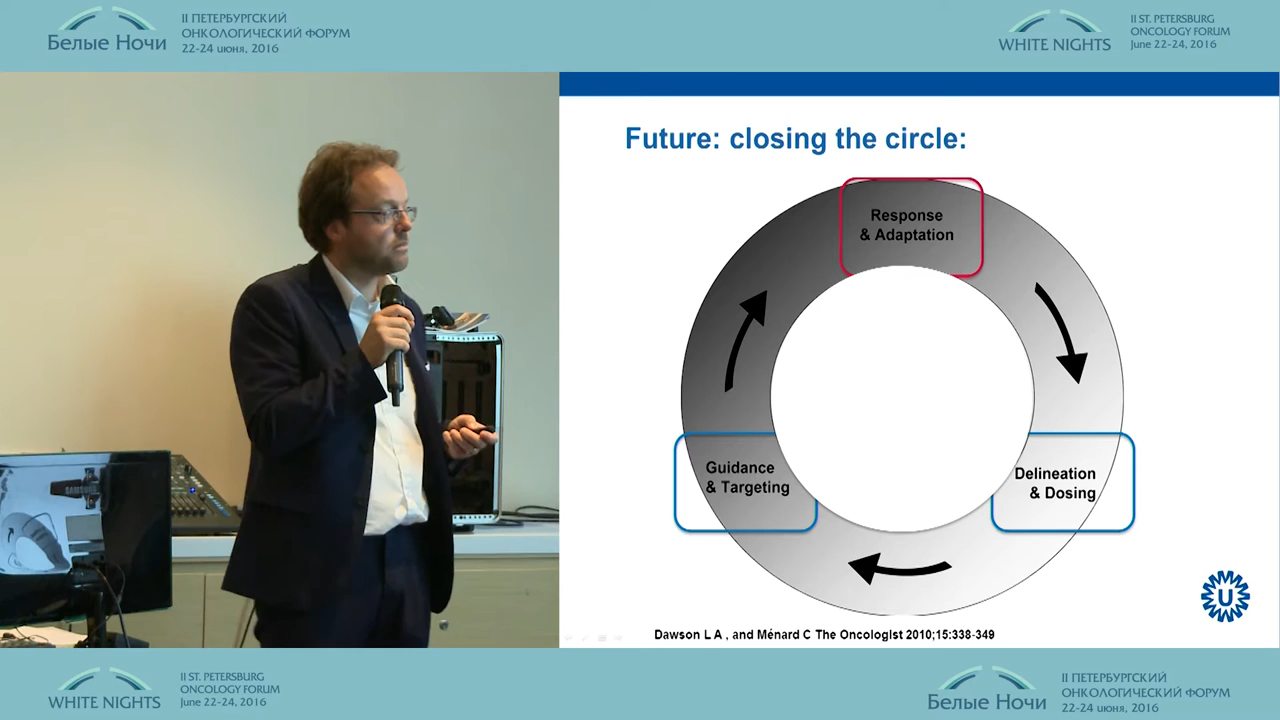 II ПЕТЕРБУРГСКИЙ
ОНКОЛОГИЧЕСКИЙ ФОРУМ
22-24 июня, 2016
Белые Ночи
II ST. PETERSBURG
ONCOLOGY FORUM
June 22-24, 2016
WHITE NIGHTS
Future: closing the circle:
Response
& Adaptation
Guidance
& Targeting
Delineation
& Dosing
SAMSUNG
U
Dawson L A , and Ménard C The Oncologist 2010;15:338-349
II ST. PETERSBURG
ONCOLOGY FORUM
June 22-24, 2016
WHITE NIGHTS
II ПЕТЕРБУРГСКИЙ
ОНКОЛОГИЧЕСКИЙ ФОРУМ
22-24 июня, 2016
Белые Ночи